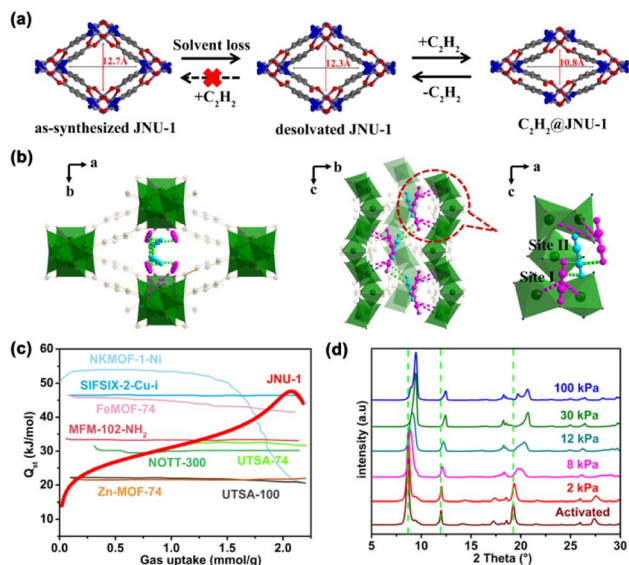 (a)
12.7Å
Solvent loss
+C₂H₂
12.3Å
+C₂H₂
-C₂H₂
10.8Å
as-synthesized JNU-1
desolvated JNU-1
C₂H₂@JNU-1
(b)
a
b
b
c
a
c
Site II
Site I
(c)
60
50
40
30
20
10
0
Qst (kJ/mol)
NKMOF-1-Ni
JNU-1
SIFSIX-2-Cu-i
FeMOF-74
MFM-102-NH₂
NOTT-300
UTSA-74
Zn-MOF-74
UTSA-100
0.0 0.5 1.0 1.5 2.0
Gas uptake (mmol/g)
(d)
intensity (a.u)
100 kPa
30 kPa
12 kPa
8 kPa
2 kPa
Activated
5 10 15 20 25 30
2 Theta (°)